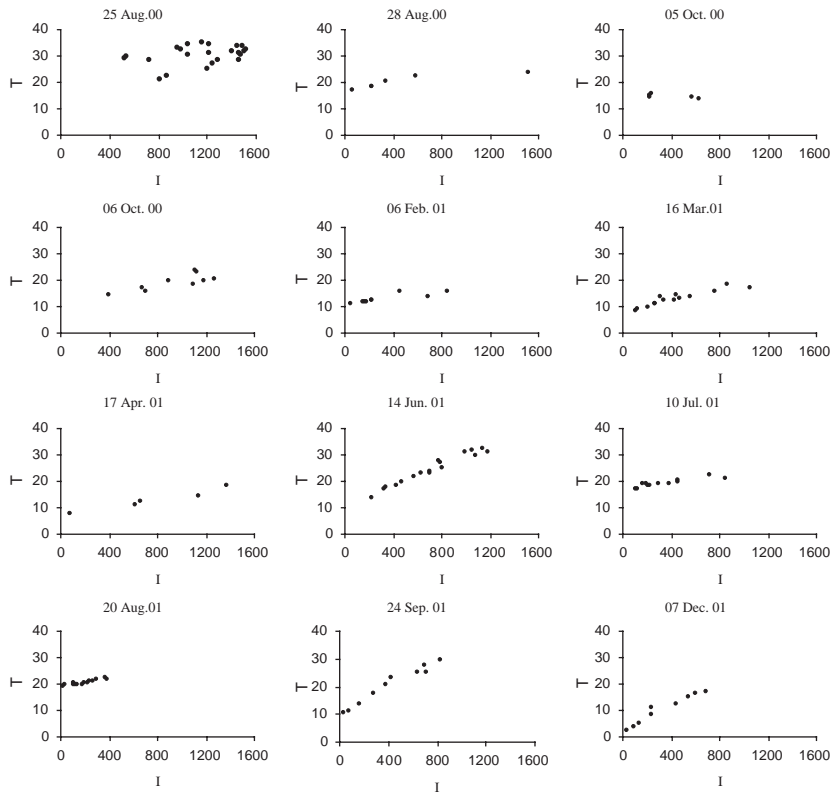 25 Aug.00 28 Aug.00 05 Oct. 00
40 40 40
30 30 30
T 20 T 20 T 20
10 10 10
0 0 0
0 400 800 1200 1600 0 400 800 1200 1600 0 400 800 1200 1600
I I I
06 Oct. 00 06 Feb. 01 16 Mar.01
40 40 40
30 30 30
T 20 T 20 T 20
10 10 10
0 0 0
0 400 800 1200 1600 0 400 800 1200 1600 0 400 800 1200 1600
I I I
17 Apr. 01 14 Jun. 01 10 Jul. 01
40 40 40
30 30 30
T 20 T 20 T 20
10 10 10
0 0 0
0 400 800 1200 1600 0 400 800 1200 1600 0 400 800 1200 1600
I I I
20 Aug.01 24 Sep. 01 07 Dec. 01
40 40 40
30 30 30
T 20 T 20 T 20
10 10 10
0 0 0
0 400 800 1200 1600 0 400 800 1200 1600 0 400 800 1200 1600
I I I